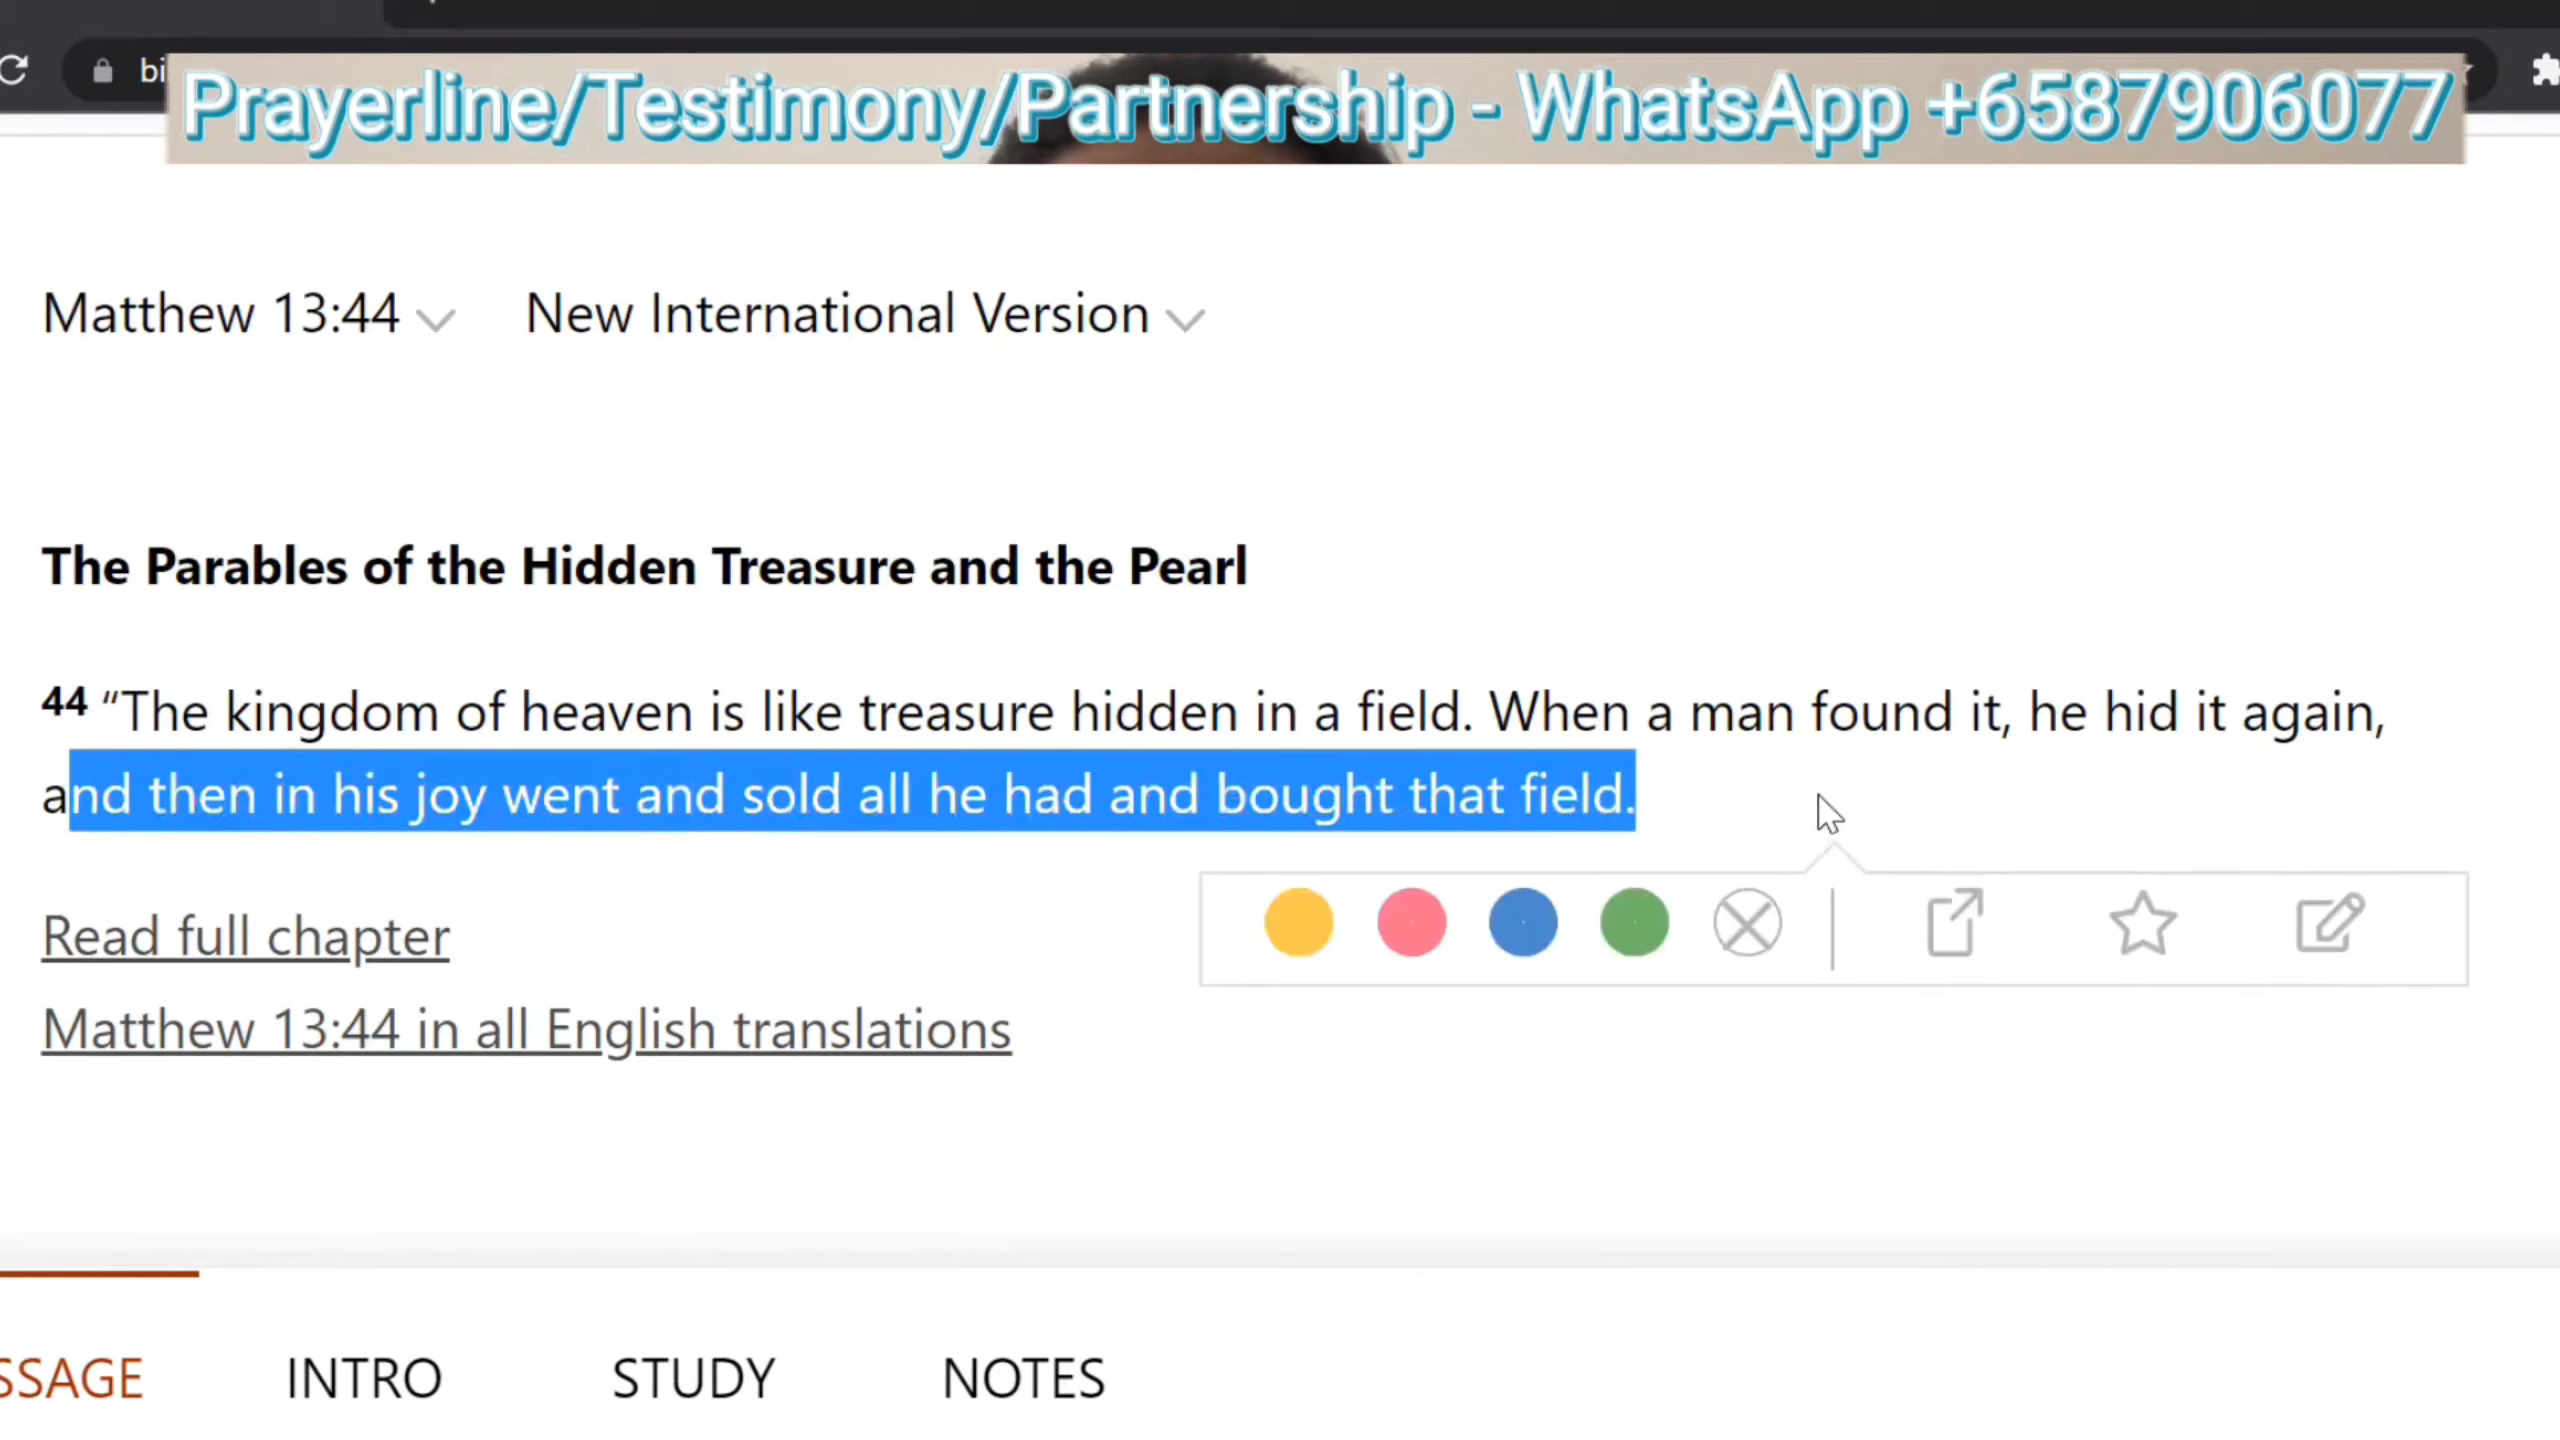 bi
Prayerline/Testimony/Partnership - WhatsApp +6587906077
Matthew 13:44 New International Version
The Parables of the Hidden Treasure and the Pearl
44 “The kingdom of heaven is like treasure hidden in a field. When a man found it, he hid it again,
and then in his joy went and sold all he had and bought that field.
Read full chapter
Matthew 13:44 in all English translations
SSAGE INTRO STUDY NOTES